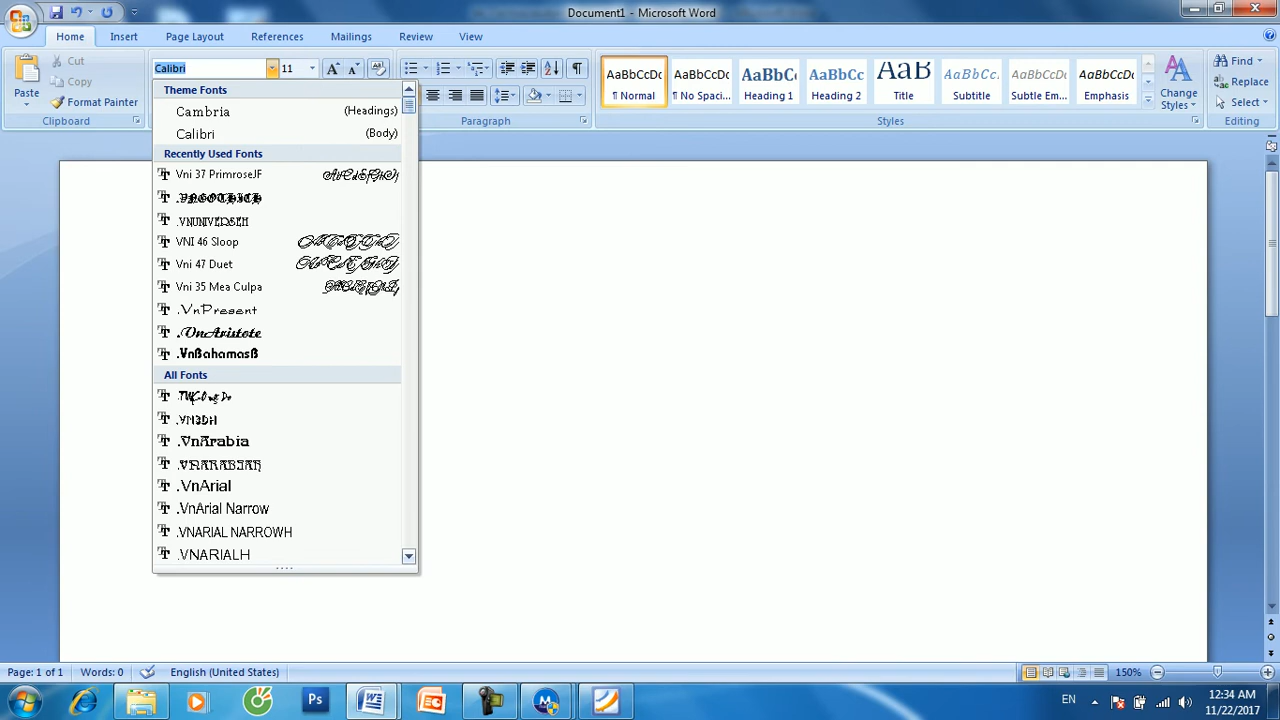 Document1 - Microsoft Word
Home Insert Page Layout References Mailings Review View
Paste
Cut
Copy
Format Painter
Clipboard
Calibri 11
Paragraph
AaBbCcDc AaBbCcDc AaBbCc AaBbCc AaB AaBbCc. AaBbCcDc AaBbCcDc
¶ Normal ¶ No Spaci... Heading 1 Heading 2 Title Subtitle Subtle Em... Emphasis
Change Styles
Styles
Find
Replace
Select
Editing
Theme Fonts
Cambria (Headings)
Calibri (Body)
Recently Used Fonts
Vni 37 PrimroseJF
.VNGOTHICH
.VNUNIVERSEH
VNI 46 Sloop
Vni 47 Duet
Vni 35 Mea Culpa
.VnPresent
.VnAristote
.VnBahamasB
All Fonts
.VN3DH
.VnArabia
.VNARABIAH
.VnArial
.VnArial Narrow
.VNARIAL NARROWH
.VNARIALH
Page: 1 of 1 Words: 0 English (United States) 150%
Ps EN 12:34 AM
11/22/2017